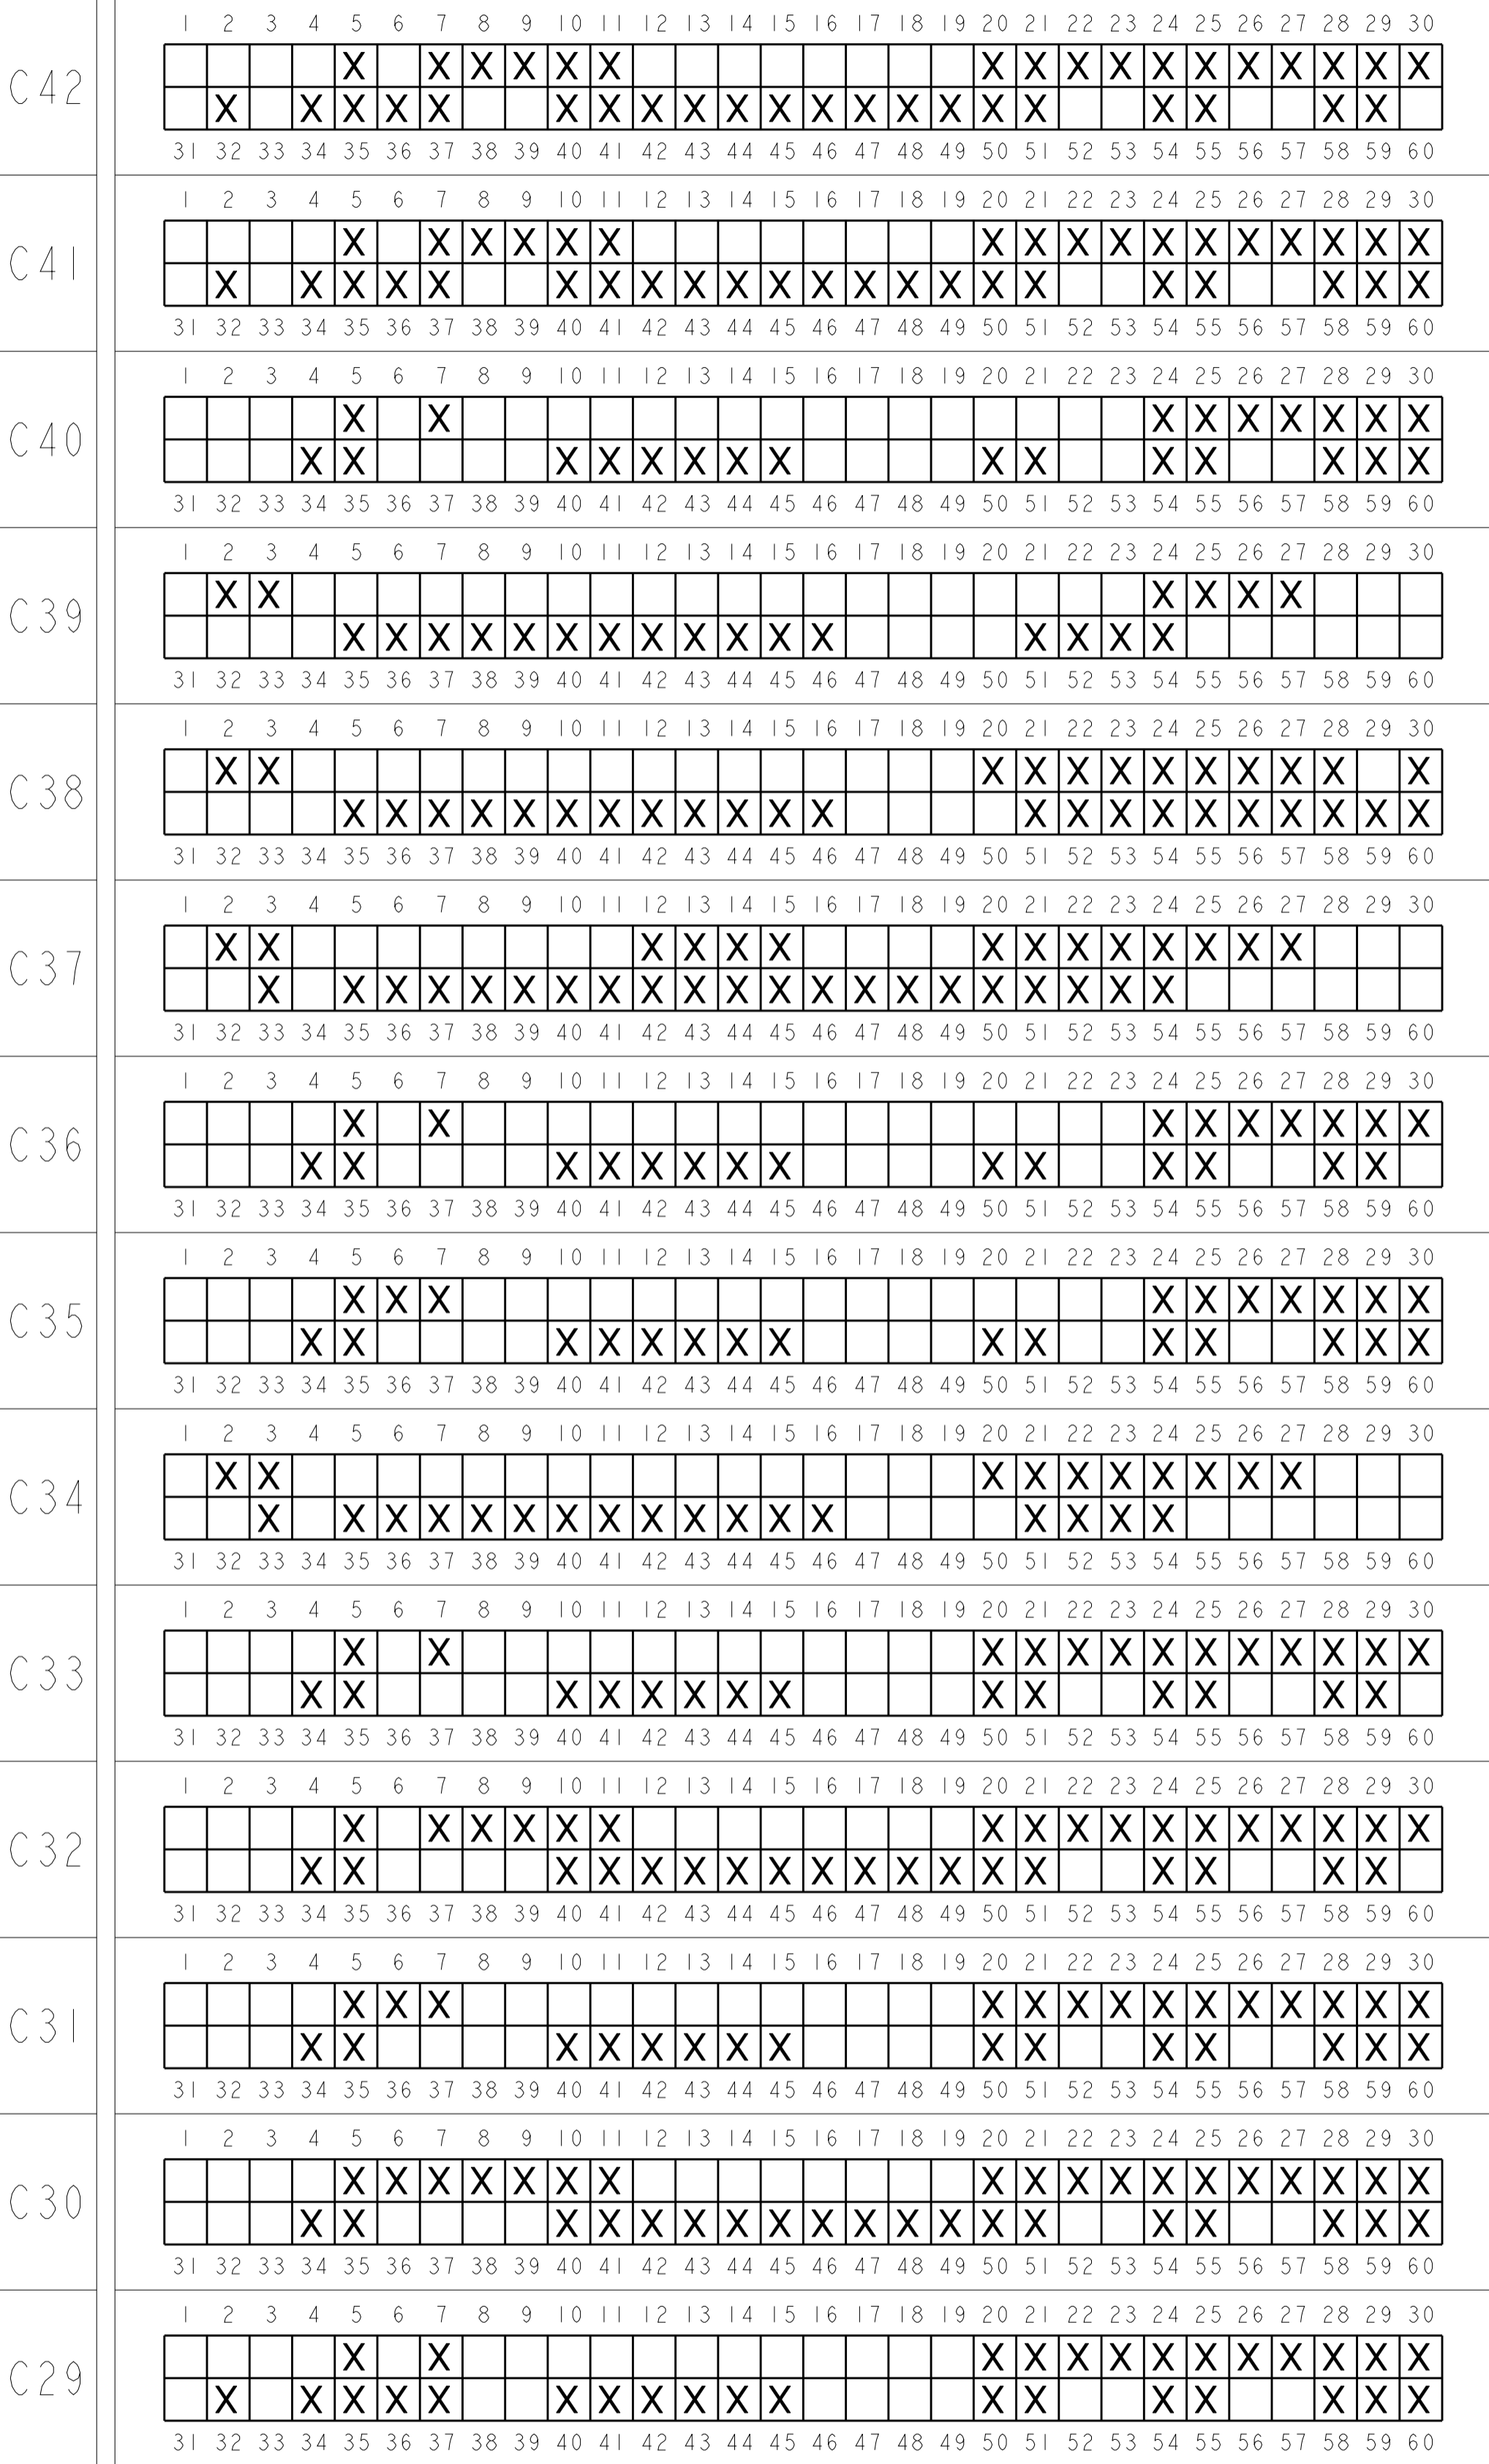 C42
1 2 3 4 5 6 7 8 9 10 11 12 13 14 15 16 17 18 19 20 21 22 23 24 25 26 27 28 29 30
X X X X X X X X X X X X X X X X X
X X X X X X X X X X X X X X X X X X X X X
31 32 33 34 35 36 37 38 39 40 41 42 43 44 45 46 47 48 49 50 51 52 53 54 55 56 57 58 59 60
C41
1 2 3 4 5 6 7 8 9 10 11 12 13 14 15 16 17 18 19 20 21 22 23 24 25 26 27 28 29 30
X X X X X X X X X X X X X X X X X
X X X X X X X X X X X X X X X X X X X X X X
31 32 33 34 35 36 37 38 39 40 41 42 43 44 45 46 47 48 49 50 51 52 53 54 55 56 57 58 59 60
C40
1 2 3 4 5 6 7 8 9 10 11 12 13 14 15 16 17 18 19 20 21 22 23 24 25 26 27 28 29 30
X X X X X X X X X
X X X X X X X X X X X X X X X
31 32 33 34 35 36 37 38 39 40 41 42 43 44 45 46 47 48 49 50 51 52 53 54 55 56 57 58 59 60
C39
1 2 3 4 5 6 7 8 9 10 11 12 13 14 15 16 17 18 19 20 21 22 23 24 25 26 27 28 29 30
X X X X X X
X X X X X X X X X X X X X X X X
31 32 33 34 35 36 37 38 39 40 41 42 43 44 45 46 47 48 49 50 51 52 53 54 55 56 57 58 59 60
C38
1 2 3 4 5 6 7 8 9 10 11 12 13 14 15 16 17 18 19 20 21 22 23 24 25 26 27 28 29 30
X X X X X X X X X X X X
X X X X X X X X X X X X X X X X X X X X X X
31 32 33 34 35 36 37 38 39 40 41 42 43 44 45 46 47 48 49 50 51 52 53 54 55 56 57 58 59 60
C37
1 2 3 4 5 6 7 8 9 10 11 12 13 14 15 16 17 18 19 20 21 22 23 24 25 26 27 28 29 30
X X X X X X X X X X X X X X
X X X X X X X X X X X X X X X X X X X X X
31 32 33 34 35 36 37 38 39 40 41 42 43 44 45 46 47 48 49 50 51 52 53 54 55 56 57 58 59 60
C36
1 2 3 4 5 6 7 8 9 10 11 12 13 14 15 16 17 18 19 20 21 22 23 24 25 26 27 28 29 30
X X X X X X X X X
X X X X X X X X X X X X X X
31 32 33 34 35 36 37 38 39 40 41 42 43 44 45 46 47 48 49 50 51 52 53 54 55 56 57 58 59 60
C35
1 2 3 4 5 6 7 8 9 10 11 12 13 14 15 16 17 18 19 20 21 22 23 24 25 26 27 28 29 30
X X X X X X X X X X
X X X X X X X X X X X X X X X
31 32 33 34 35 36 37 38 39 40 41 42 43 44 45 46 47 48 49 50 51 52 53 54 55 56 57 58 59 60
C34
1 2 3 4 5 6 7 8 9 10 11 12 13 14 15 16 17 18 19 20 21 22 23 24 25 26 27 28 29 30
X X X X X X X X X X
X X X X X X X X X X X X X X X X X
31 32 33 34 35 36 37 38 39 40 41 42 43 44 45 46 47 48 49 50 51 52 53 54 55 56 57 58 59 60
C33
1 2 3 4 5 6 7 8 9 10 11 12 13 14 15 16 17 18 19 20 21 22 23 24 25 26 27 28 29 30
X X X X X X X X X X X X X
X X X X X X X X X X X X X X
31 32 33 34 35 36 37 38 39 40 41 42 43 44 45 46 47 48 49 50 51 52 53 54 55 56 57 58 59 60
C32
1 2 3 4 5 6 7 8 9 10 11 12 13 14 15 16 17 18 19 20 21 22 23 24 25 26 27 28 29 30
X X X X X X X X X X X X X X X X X
X X X X X X X X X X X X X X X X X X
31 32 33 34 35 36 37 38 39 40 41 42 43 44 45 46 47 48 49 50 51 52 53 54 55 56 57 58 59 60
C31
1 2 3 4 5 6 7 8 9 10 11 12 13 14 15 16 17 18 19 20 21 22 23 24 25 26 27 28 29 30
X X X X X X X X X X X X X X
X X X X X X X X X X X X X X X
31 32 33 34 35 36 37 38 39 40 41 42 43 44 45 46 47 48 49 50 51 52 53 54 55 56 57 58 59 60
C30
1 2 3 4 5 6 7 8 9 10 11 12 13 14 15 16 17 18 19 20 21 22 23 24 25 26 27 28 29 30
X X X X X X X X X X X X X X X X X X
X X X X X X X X X X X X X X X X X X X
31 32 33 34 35 36 37 38 39 40 41 42 43 44 45 46 47 48 49 50 51 52 53 54 55 56 57 58 59 60
C29
1 2 3 4 5 6 7 8 9 10 11 12 13 14 15 16 17 18 19 20 21 22 23 24 25 26 27 28 29 30
X X X X X X X X X X X X X
X X X X X X X X X X X X X X X X X X
31 32 33 34 35 36 37 38 39 40 41 42 43 44 45 46 47 48 49 50 51 52 53 54 55 56 57 58 59 60